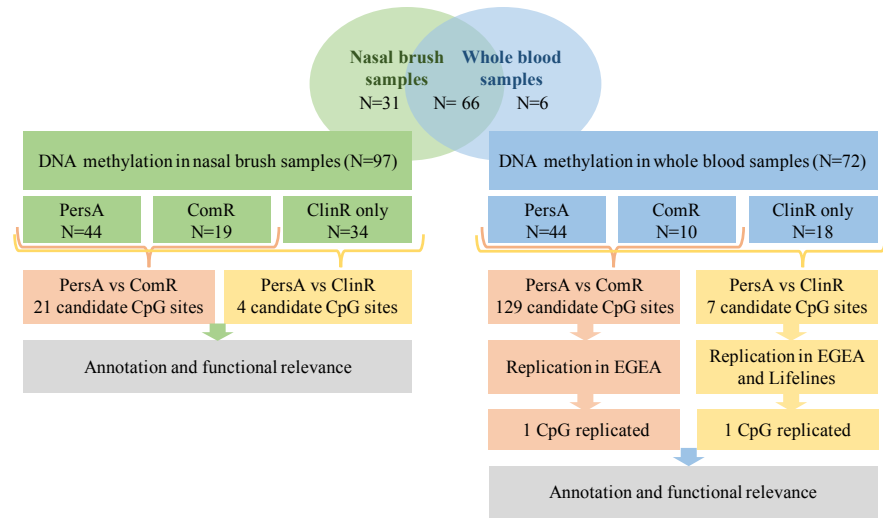 Nasal brush
samples
N=31
Whole blood
samples
N= 66
N=6
DNA methylation in nasal brush samples (N=97)
PersA
N=44
ComR
N=19
ClinR only
N=34
PersA vs ComR
21 candidate CpG sites
PersA vs ClinR
4 candidate CpG sites
Annotation and functional relevance
DNA methylation in whole blood samples (N=72)
PersA
N=44
ComR
N=10
ClinR only
N=18
PersA vs ComR
129 candidate CpG sites
PersA vs ClinR
7 candidate CpG sites
Replication in EGEA
Replication in EGEA
and Lifelines
1 CpG replicated
1 CpG replicated
Annotation and functional relevance